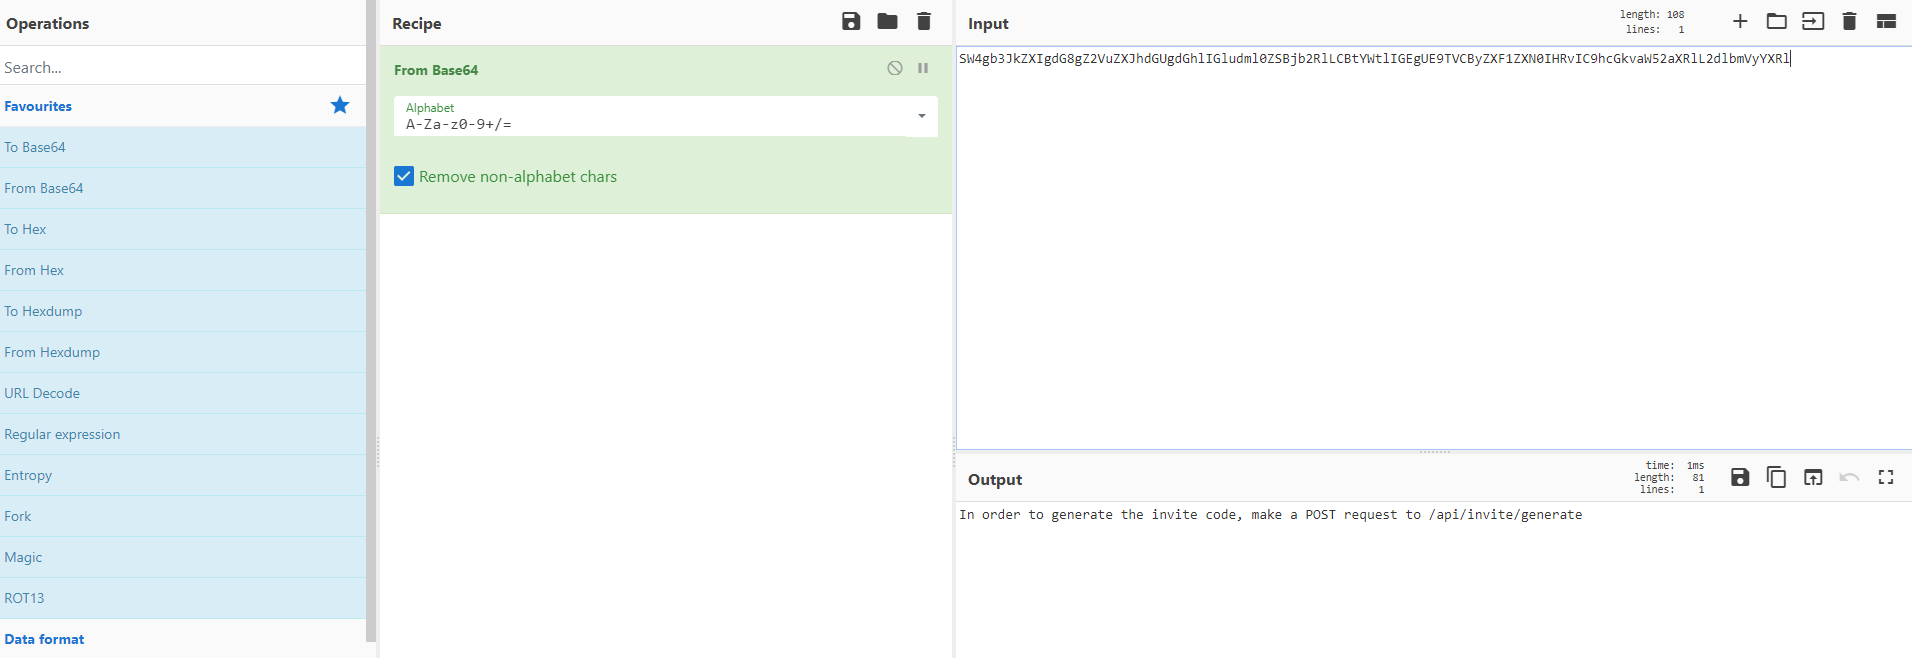 Operations
Search...
Favourites
To Base64
From Base64
To Hex
From Hex
To Hexdump
From Hexdump
URL Decode
Regular expression
Entropy
Fork
Magic
ROT13
Data format
Recipe
From Base64
Alphabet
A-Za-z0-9+/=
Remove non-alphabet chars
Input
length: 108
lines: 1
SW4gb3JkZXIgdG8gZ2VuZXJhdGUgdGhlIGludml0ZSBjb2RlLCBtYWtlIGEgUE9TVCByZXF1ZXN0IHRvIC9hcGkvaW52aXRlL2dlbmVyYXRl
Output
time: 1ms
length: 81
lines: 1
In order to generate the invite code, make a POST request to /api/invite/generate